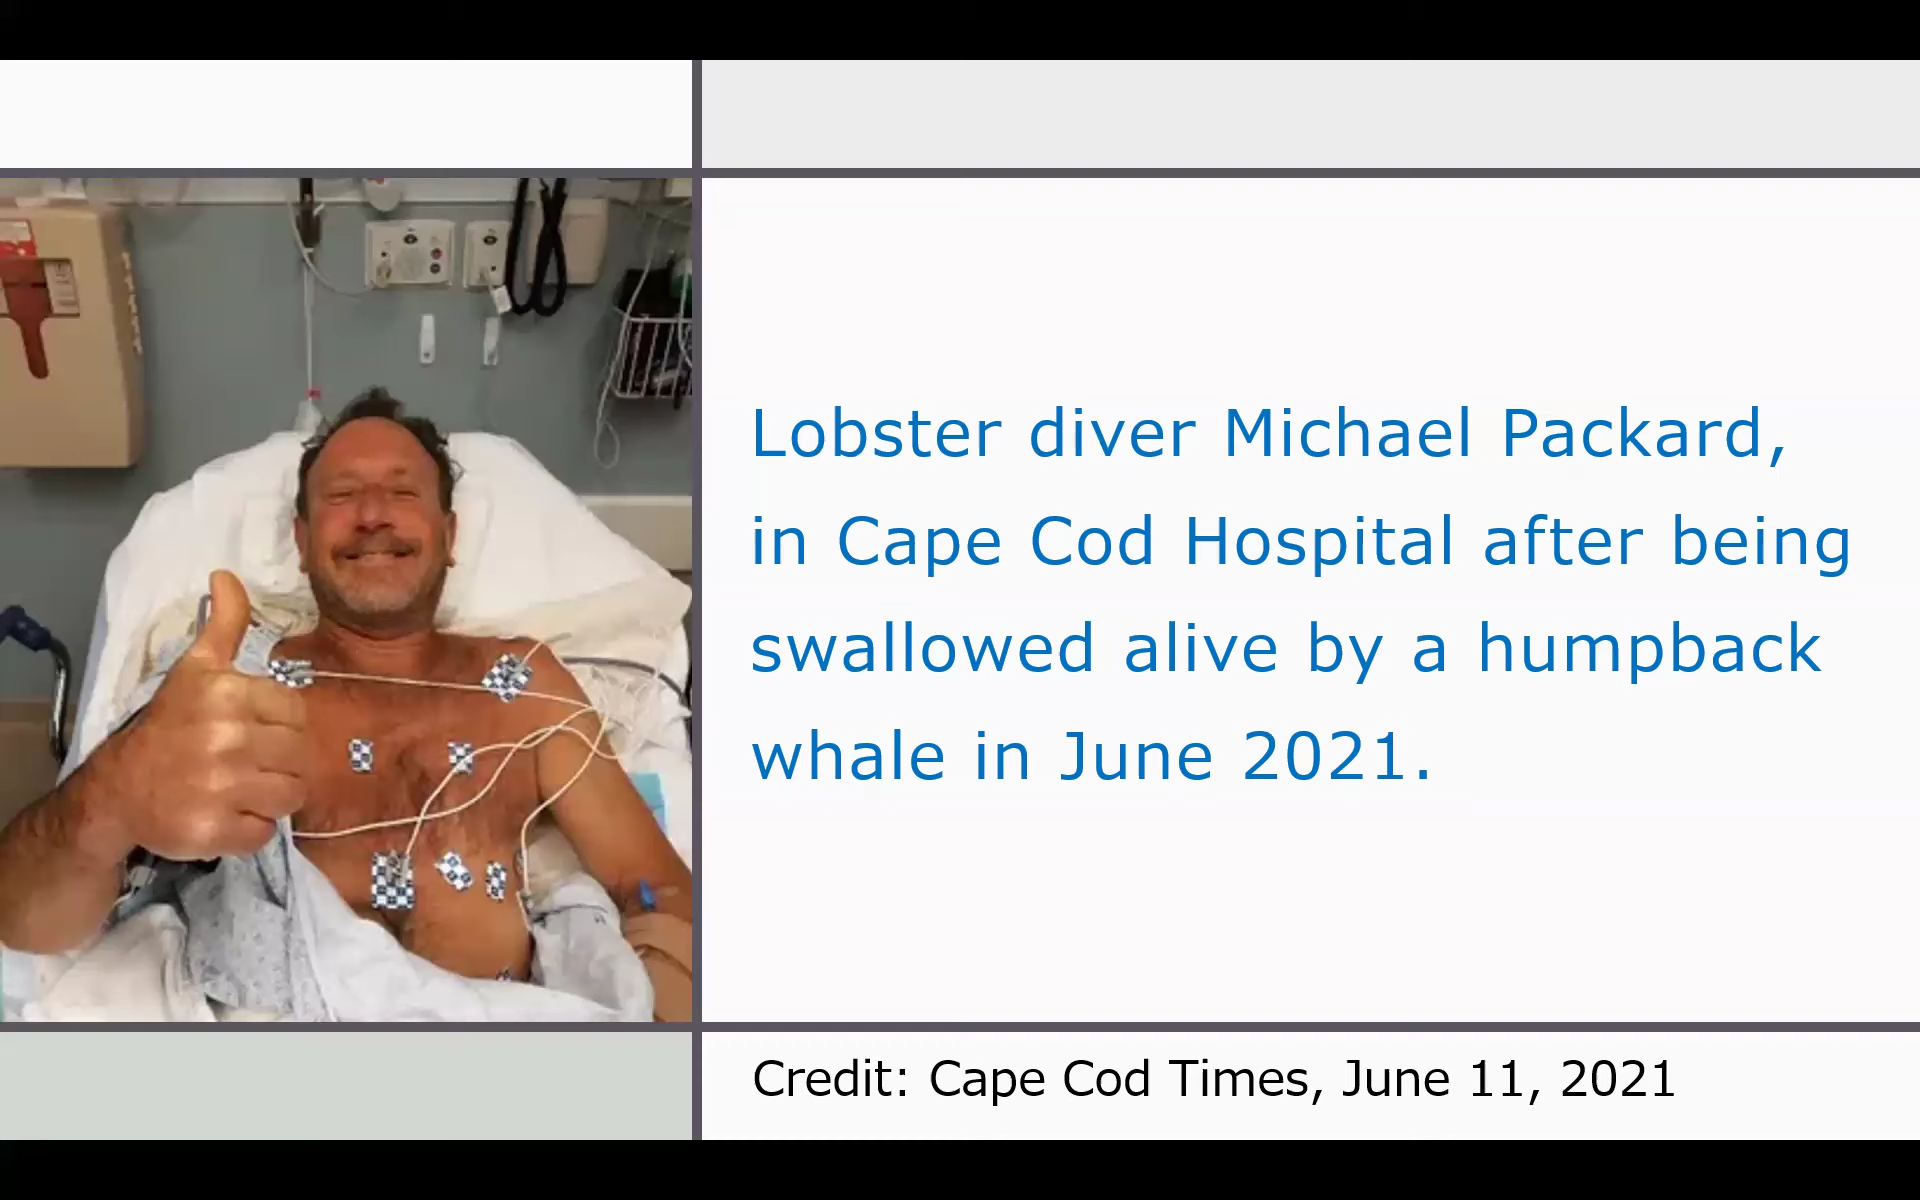 Lobster diver Michael Packard,
in Cape Cod Hospital after being
swallowed alive by a humpback
whale in June 2021.
Credit: Cape Cod Times, June 11, 2021